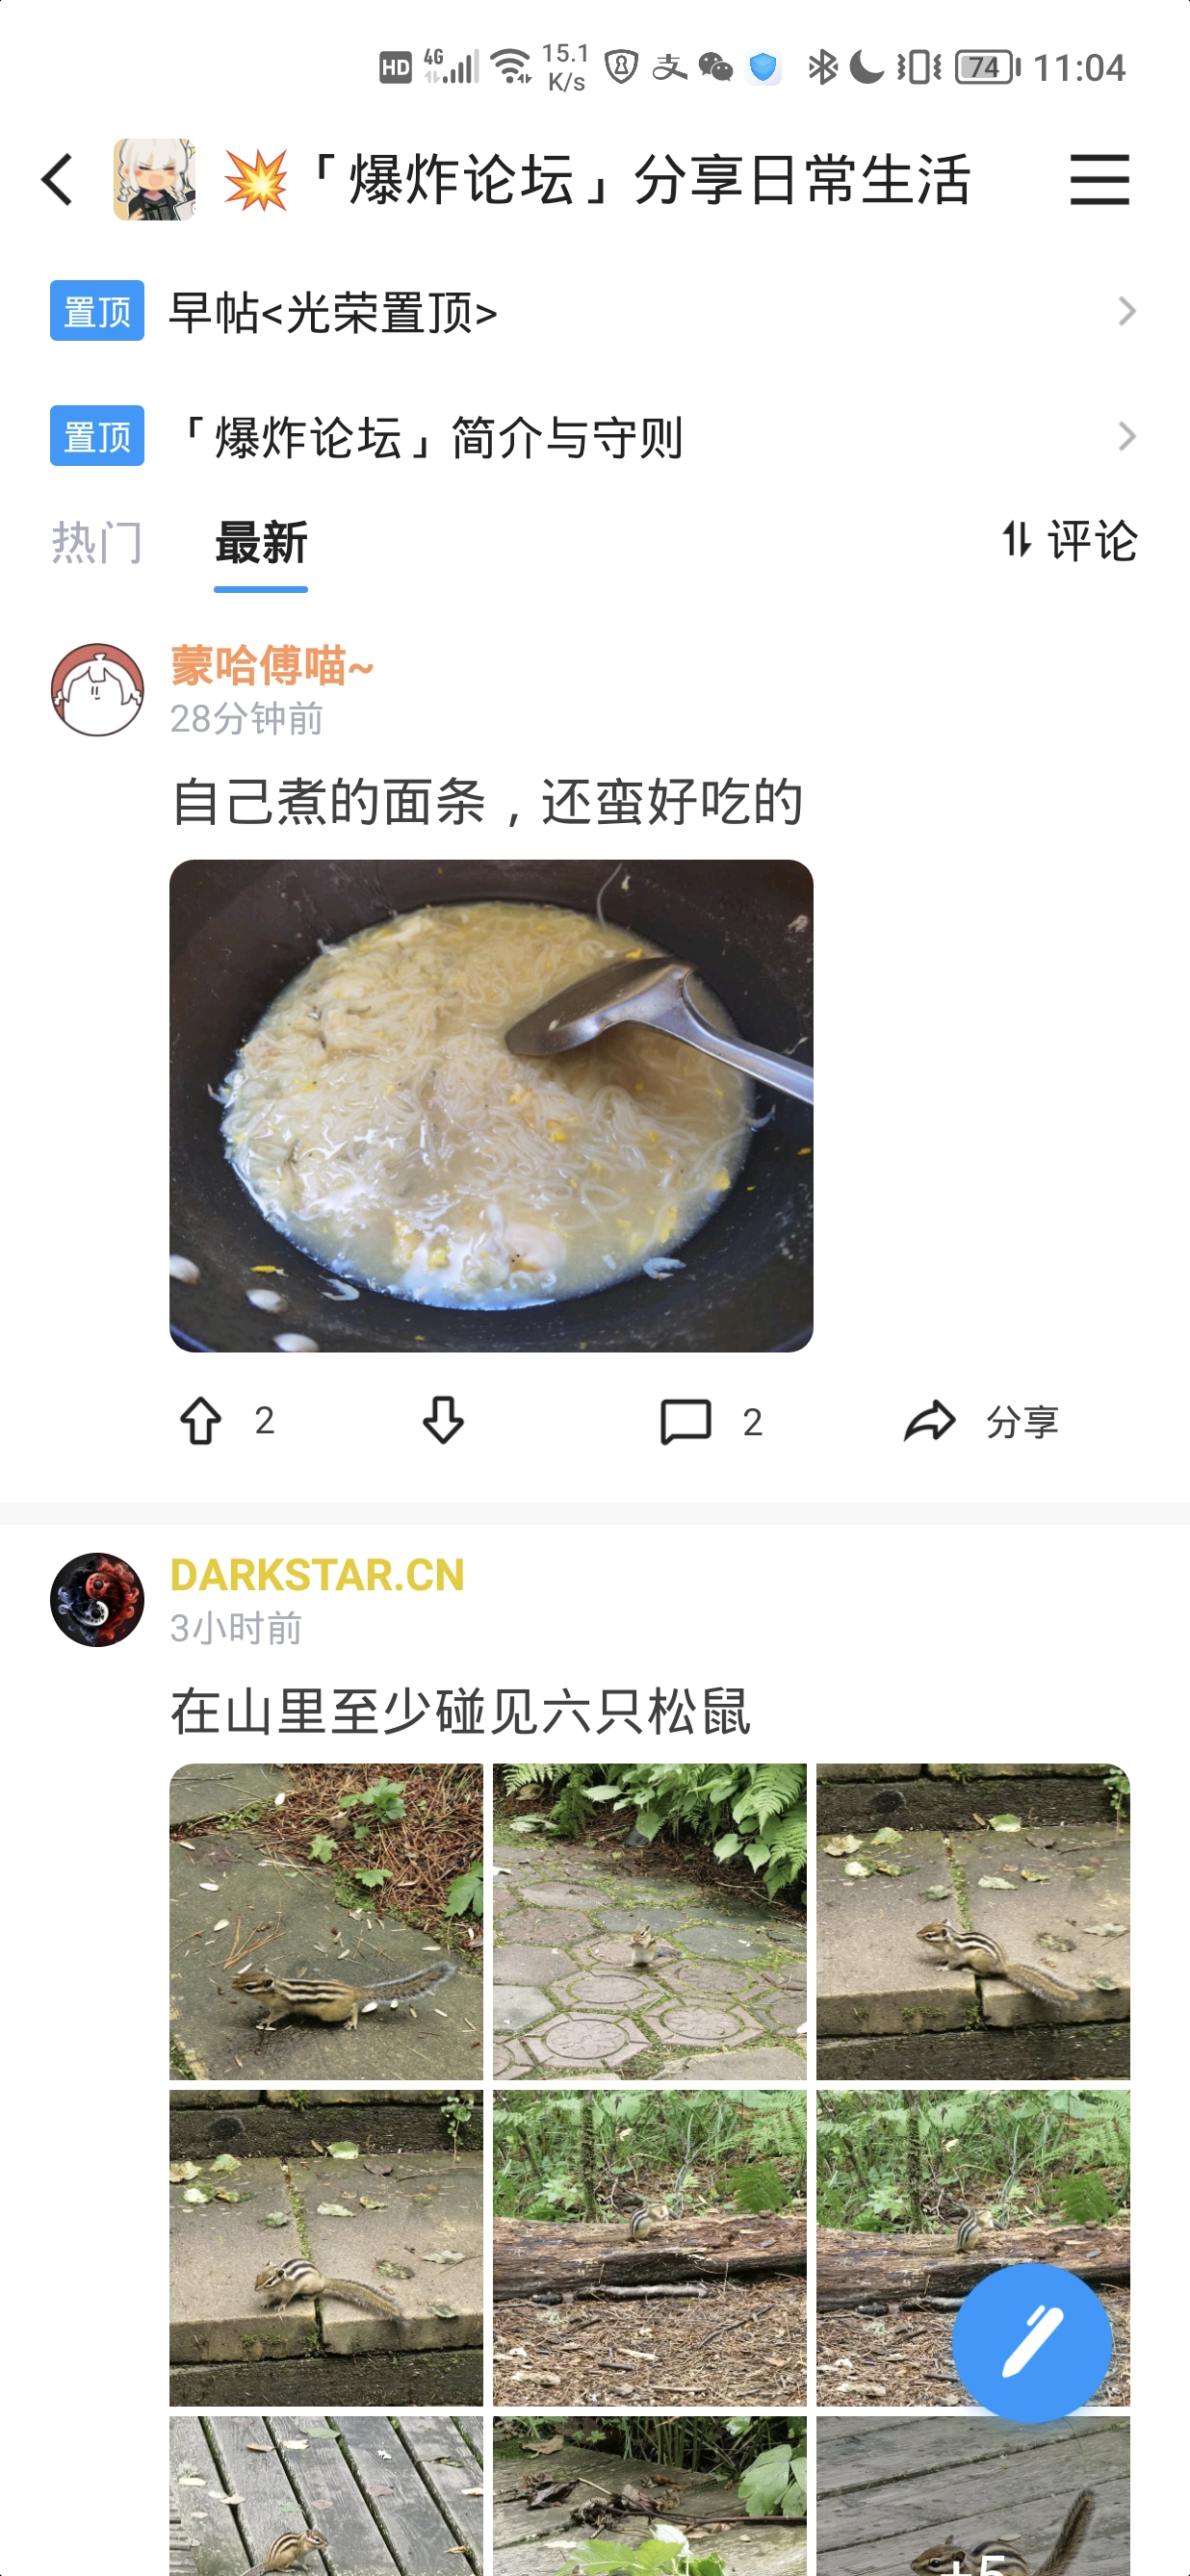 HD 4G 15.1 K/s 支 74 11:04
💥「爆炸论坛」分享日常生活
置顶 早帖<光荣置顶>
置顶 「爆炸论坛」简介与守则
热门 最新 评论
蒙哈傅喵~
28分钟前
自己煮的面条，还蛮好吃的
2 2 分享
DARKSTAR.CN
3小时前
在山里至少碰见六只松鼠
+5